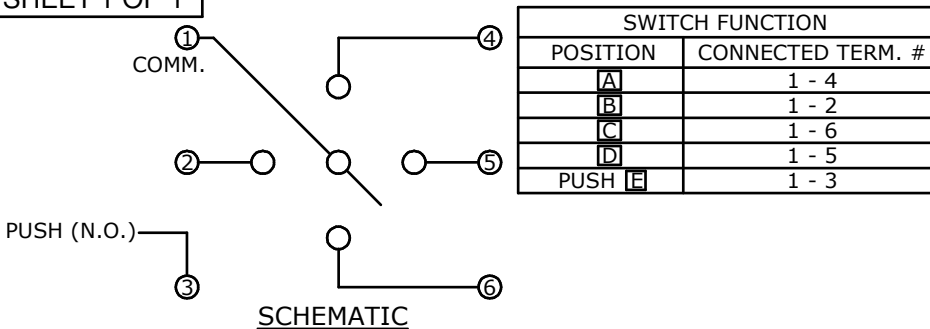 SHEET 1 OF 1
1
COMM.
4
2
5
PUSH (N.O.)
3
6
SCHEMATIC
SWITCH FUNCTION
POSITION CONNECTED TERM. #
A 1 - 4
B 1 - 2
C 1 - 6
D 1 - 5
PUSH E 1 - 3